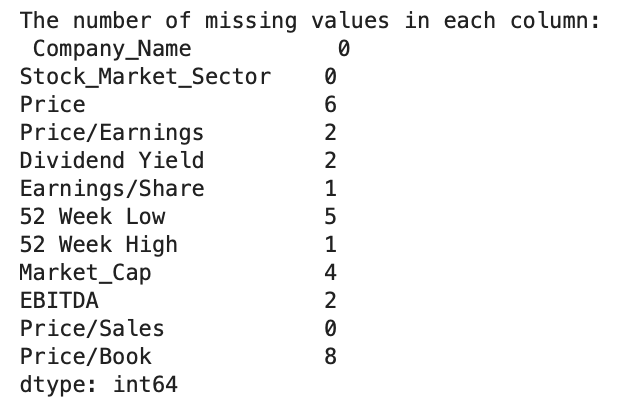 The number of missing values in each column:
Company_Name 0
Stock_Market_Sector 0
Price 6
Price/Earnings 2
Dividend Yield 2
Earnings/Share 1
52 Week Low 5
52 Week High 1
Market_Cap 4
EBITDA 2
Price/Sales 0
Price/Book 8
dtype: int64